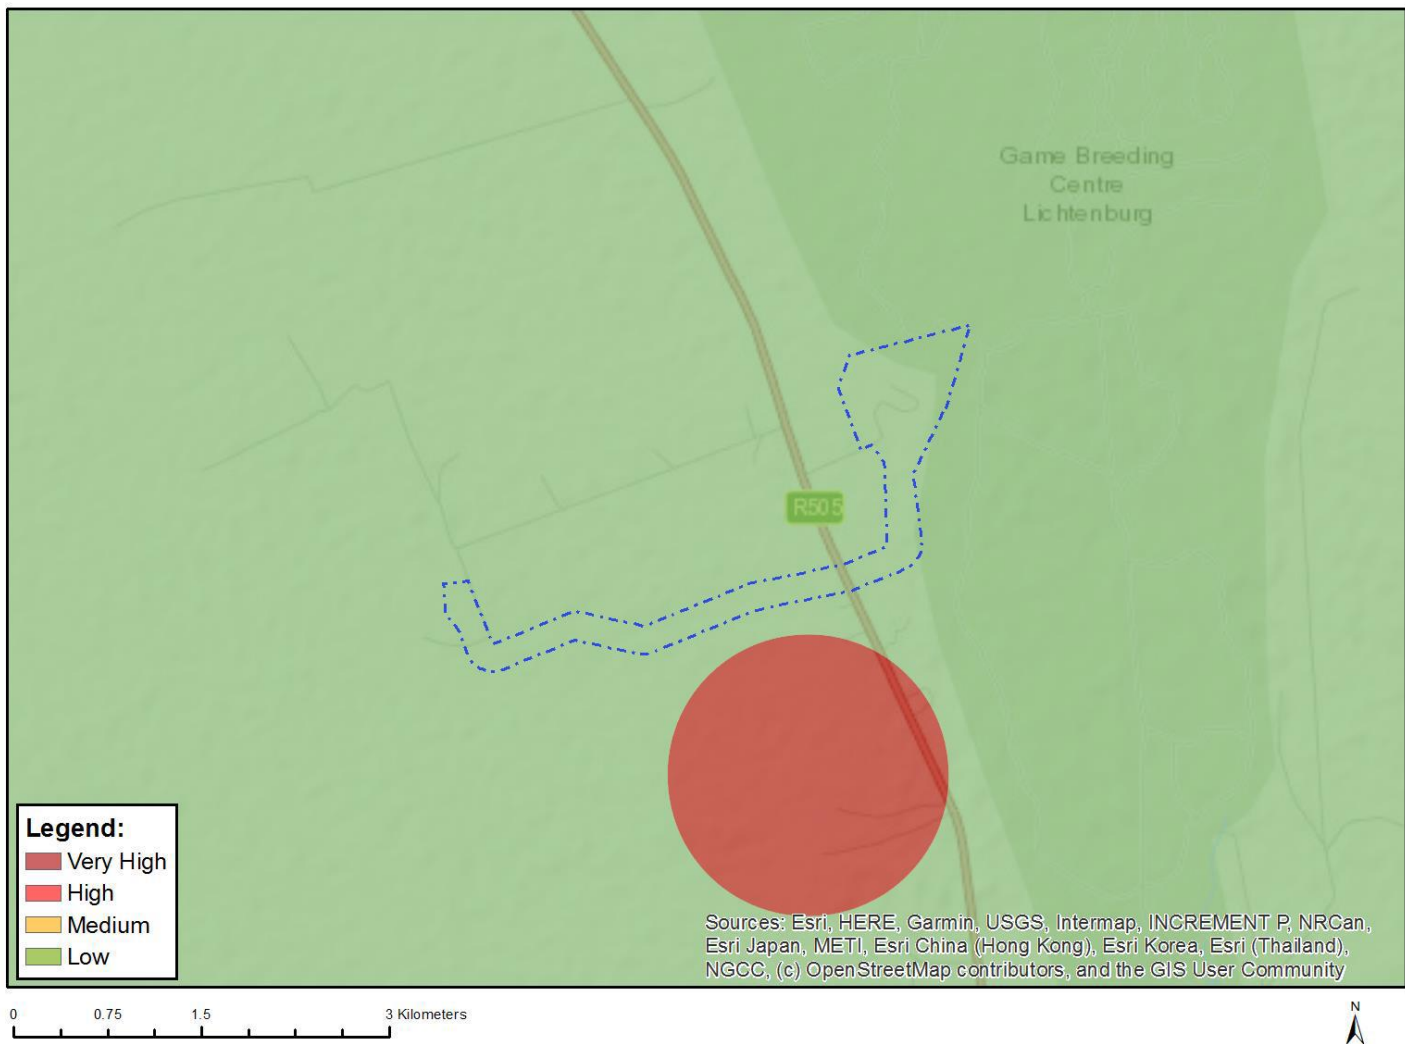 Game Breeding
Centre
Lichtenburg
R505
Legend:
Very High
High
Medium
Low
Sources: Esri, HERE, Garmin, USGS, Intermap, INCREMENT P, NRCan,
Esri Japan, METI, Esri China (Hong Kong), Esri Korea, Esri (Thailand),
NGCC, (c) OpenStreetMap contributors, and the GIS User Community
0 0.75 1.5 3 Kilometers
N